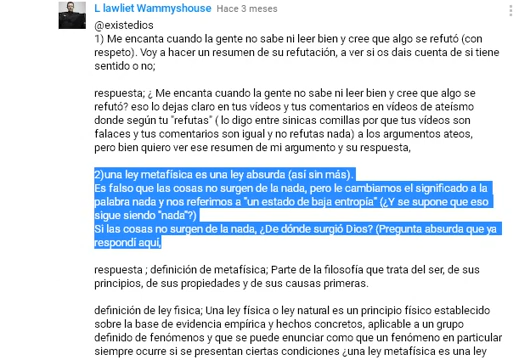 L lawliet Wammyshouse Hace 3 meses
@existedios
1) Me encanta cuando la gente no sabe ni leer bien y cree que algo se refutó (con
respeto). Voy a hacer un resumen de su refutación, a ver si os dais cuenta de si tiene
sentido o no;
respuesta; ¿ Me encanta cuando la gente no sabe ni leer bien y cree que algo se
refutó? eso lo dejas claro en tus vídeos y tus comentarios en vídeos de ateísmo
donde según tu "refutas" ( lo digo entre sinicas comillas por que tus vídeos son
falaces y tus comentarios son igual y no refutas nada) a los argumentos ateos,
pero bien quiero ver ese resumen de mi argumento y su respuesta,
2)una ley metafísica es una ley absurda (así sin más).
Es falso que las cosas no surgen de la nada, pero le cambiamos el significado a la
palabra nada y nos referimos a "un estado de baja entropía" (¿Y se supone que eso
sigue siendo "nada"?)
Si las cosas no surgen de la nada, ¿De dónde surgió Dios? (Pregunta absurda que ya
respondí aquí,
respuesta ; definición de metafísica; Parte de la filosofía que trata del ser, de sus
principios, de sus propiedades y de sus causas primeras.
definición de ley fisica; Una ley física o ley natural es un principio físico establecido
sobre la base de evidencia empírica y hechos concretos, aplicable a un grupo
definido de fenómenos y que se puede enunciar como que un fenómeno en particular
siempre ocurre si se presentan ciertas condiciones ¿una ley metafísica es una ley